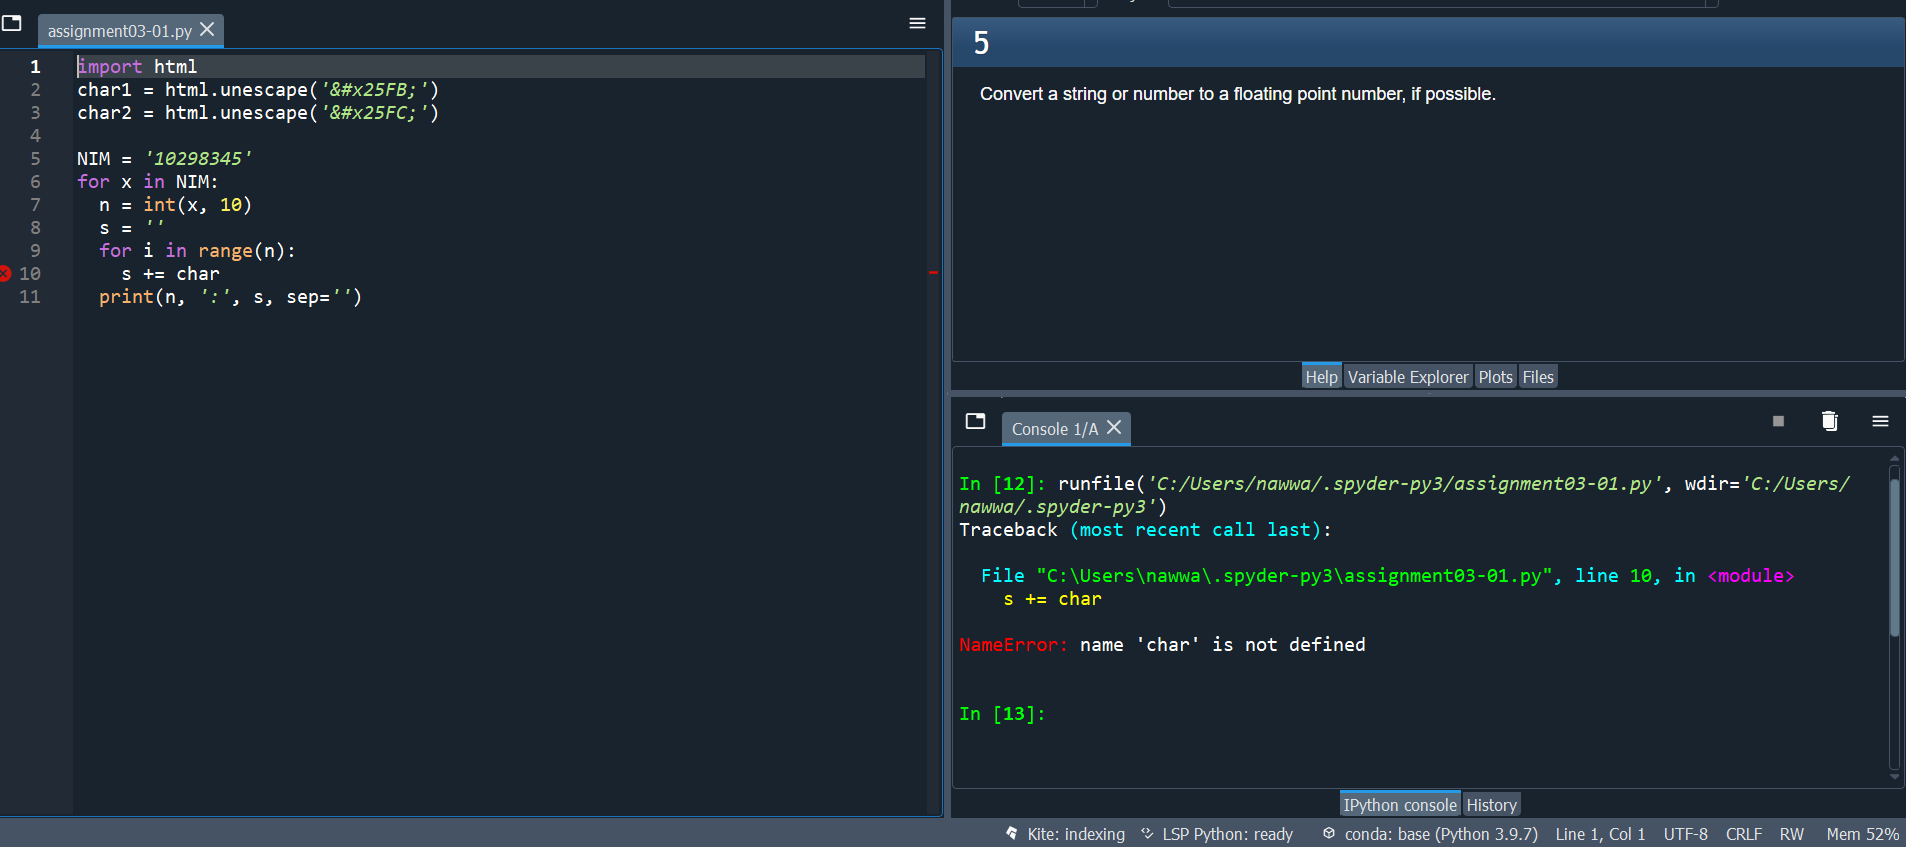 assignment03-01.py
1 import html
2 char1 = html.unescape('&#x25FB;')
3 char2 = html.unescape('&#x25FC;')
4
5 NIM = '10298345'
6 for x in NIM:
7   n = int(x, 10)
8   s = ''
9   for i in range(n):
10     s += char
11   print(n, ':', s, sep='')
5
Convert a string or number to a floating point number, if possible.
Help Variable Explorer Plots Files
Console 1/A
In [12]: runfile('C:/Users/nawwa/.spyder-py3/assignment03-01.py', wdir='C:/Users/
nawwa/.spyder-py3')
Traceback (most recent call last):
  File "C:\Users\nawwa\.spyder-py3\assignment03-01.py", line 10, in <module>
    s += char
NameError: name 'char' is not defined
In [13]:
IPython console History
Kite: indexing LSP Python: ready conda: base (Python 3.9.7) Line 1, Col 1 UTF-8 CRLF RW Mem 52%